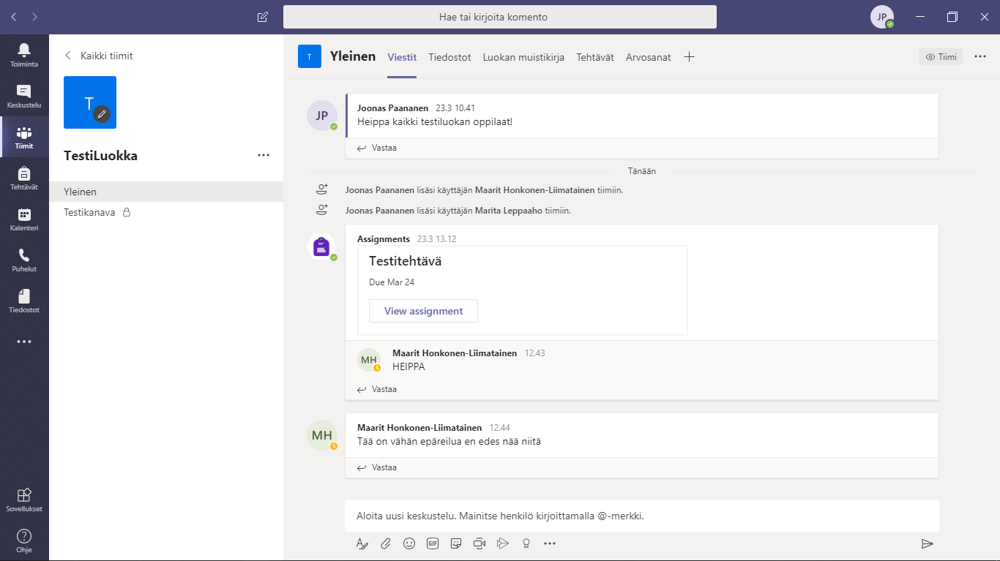 Hae tai kirjoita komento
JP
Toiminta
Keskustelu
Tiimit
Tehtävät
Kalenteri
Puhelut
Tiedostot
Sovellukset
Ohje
Kaikki tiimit
T
TestiLuokka
Yleinen
Testikanava
T Yleinen Viestit Tiedostot Luokan muistikirja Tehtävät Arvosanat Tiimi
JP
Joonas Paananen 23.3 10.41
Heippa kaikki testiluokan oppilaat!
Vastaa
Tänään
Joonas Paananen lisäsi käyttäjän Maarit Honkonen-Liimatainen tiimiin.
Joonas Paananen lisäsi käyttäjän Marita Leppaaho tiimiin.
Assignments 23.3 13.12
Testitehtävä
Due Mar 24
View assignment
MH
Maarit Honkonen-Liimatainen 12.43
HEIPPA
Vastaa
MH
Maarit Honkonen-Liimatainen 12.44
Tää on vähän epäreilua en edes nää niitä
Vastaa
Aloita uusi keskustelu. Mainitse henkilö kirjoittamalla @-merkki.
GIF